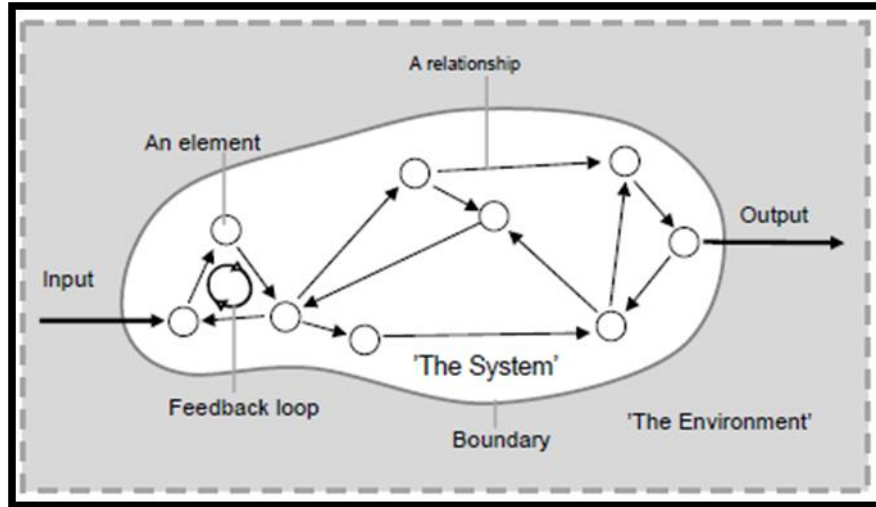 A relationship
An element
Output
Input
’The System’
Feedback loop
’The Environment’
Boundary